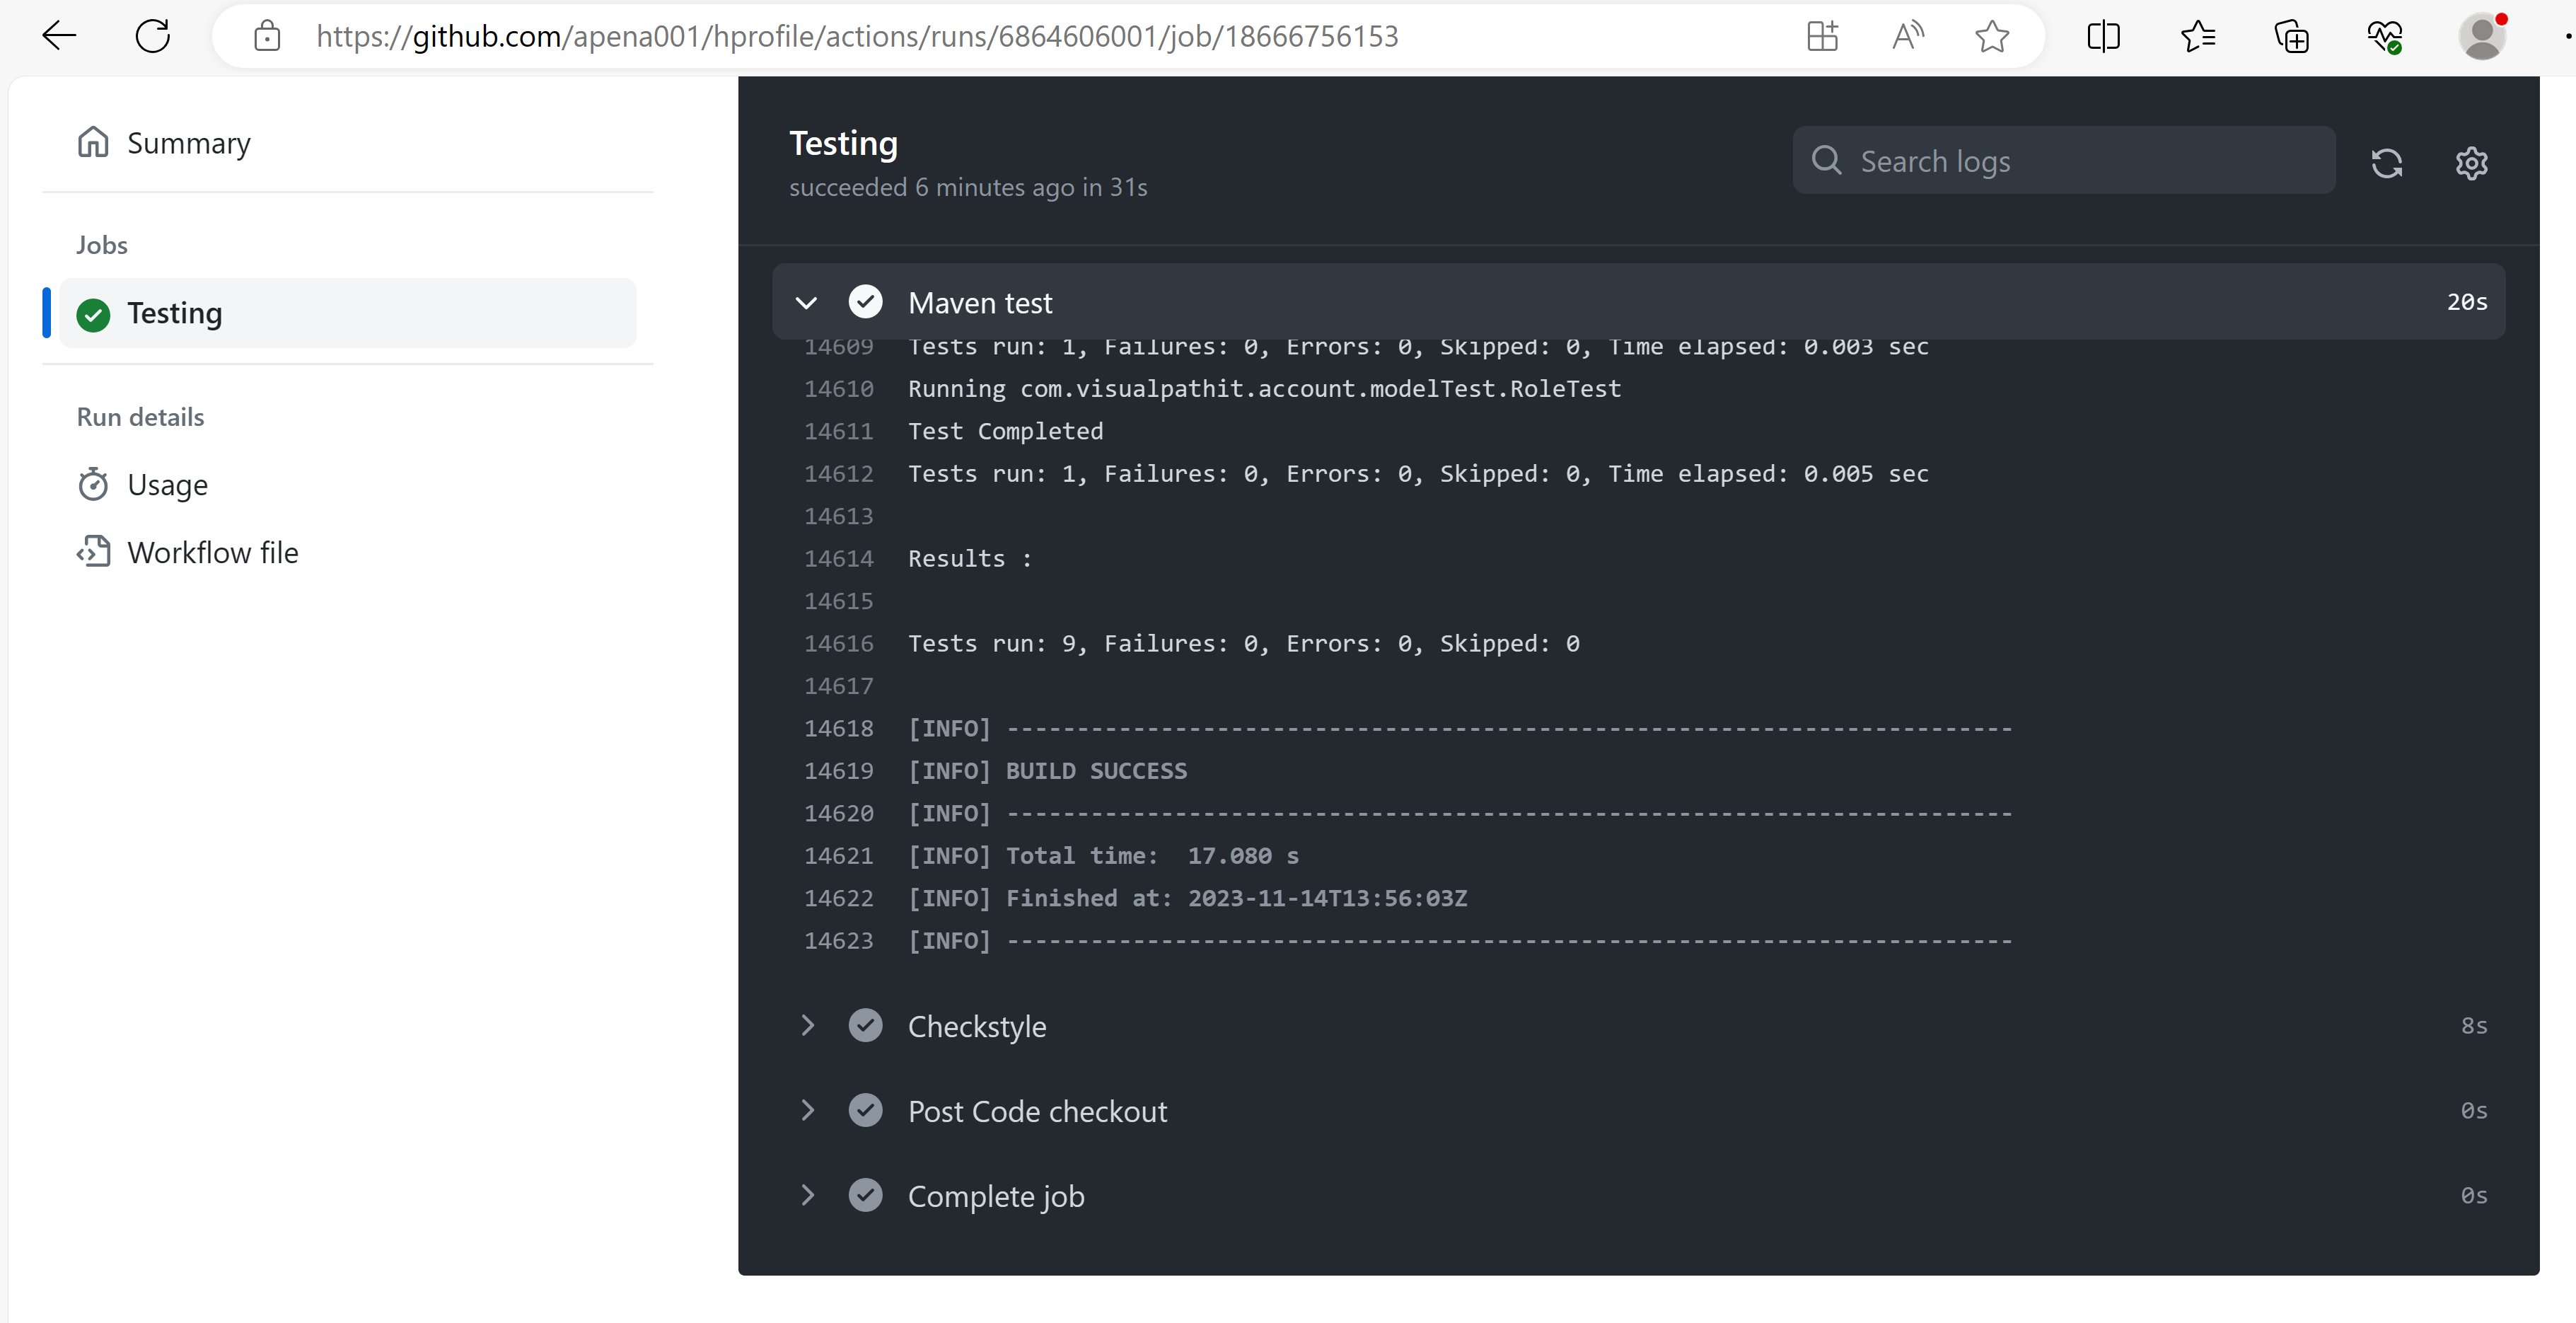 https://github.com/apena001/hprofile/actions/runs/6864606001/job/18666756153
Summary
Jobs
Testing
Run details
Usage
Workflow file
Testing
succeeded 6 minutes ago in 31s
Search logs
Maven test 20s
14609 Tests run: 1, Failures: 0, Errors: 0, Skipped: 0, Time elapsed: 0.003 sec
14610 Running com.visualpathit.account.modelTest.RoleTest
14611 Test Completed
14612 Tests run: 1, Failures: 0, Errors: 0, Skipped: 0, Time elapsed: 0.005 sec
14613
14614 Results :
14615
14616 Tests run: 9, Failures: 0, Errors: 0, Skipped: 0
14617
14618 [INFO] ------------------------------------------------------------------------
14619 [INFO] BUILD SUCCESS
14620 [INFO] ------------------------------------------------------------------------
14621 [INFO] Total time:  17.080 s
14622 [INFO] Finished at: 2023-11-14T13:56:03Z
14623 [INFO] ------------------------------------------------------------------------
Checkstyle 8s
Post Code checkout 0s
Complete job 0s